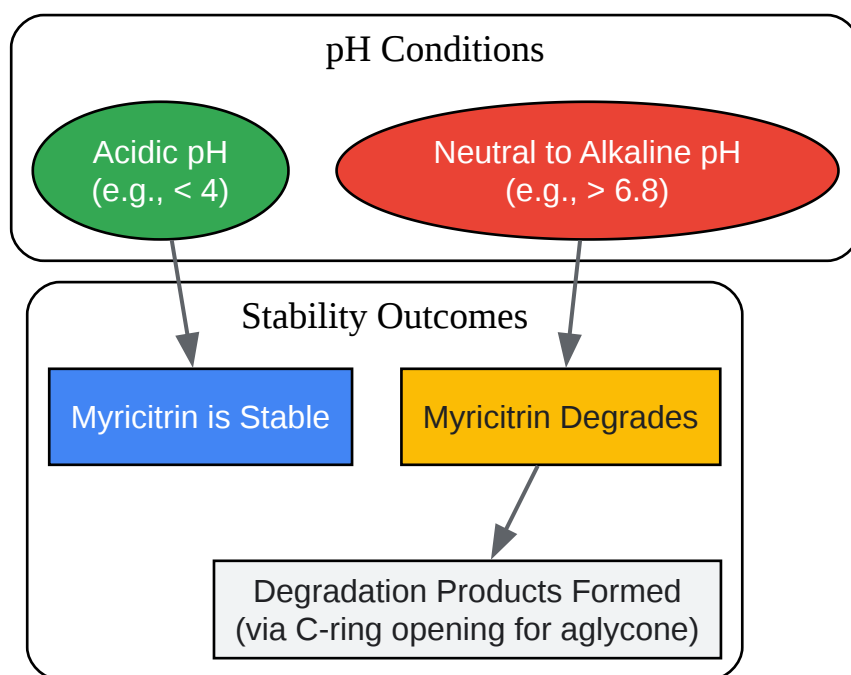 pH Conditions
Acidic pH
(e.g., < 4)
Neutral to Alkaline pH
(e.g., > 6.8)
Stability Outcomes
Myricitrin is Stable
Myricitrin Degrades
Degradation Products Formed
(via C-ring opening for aglycone)